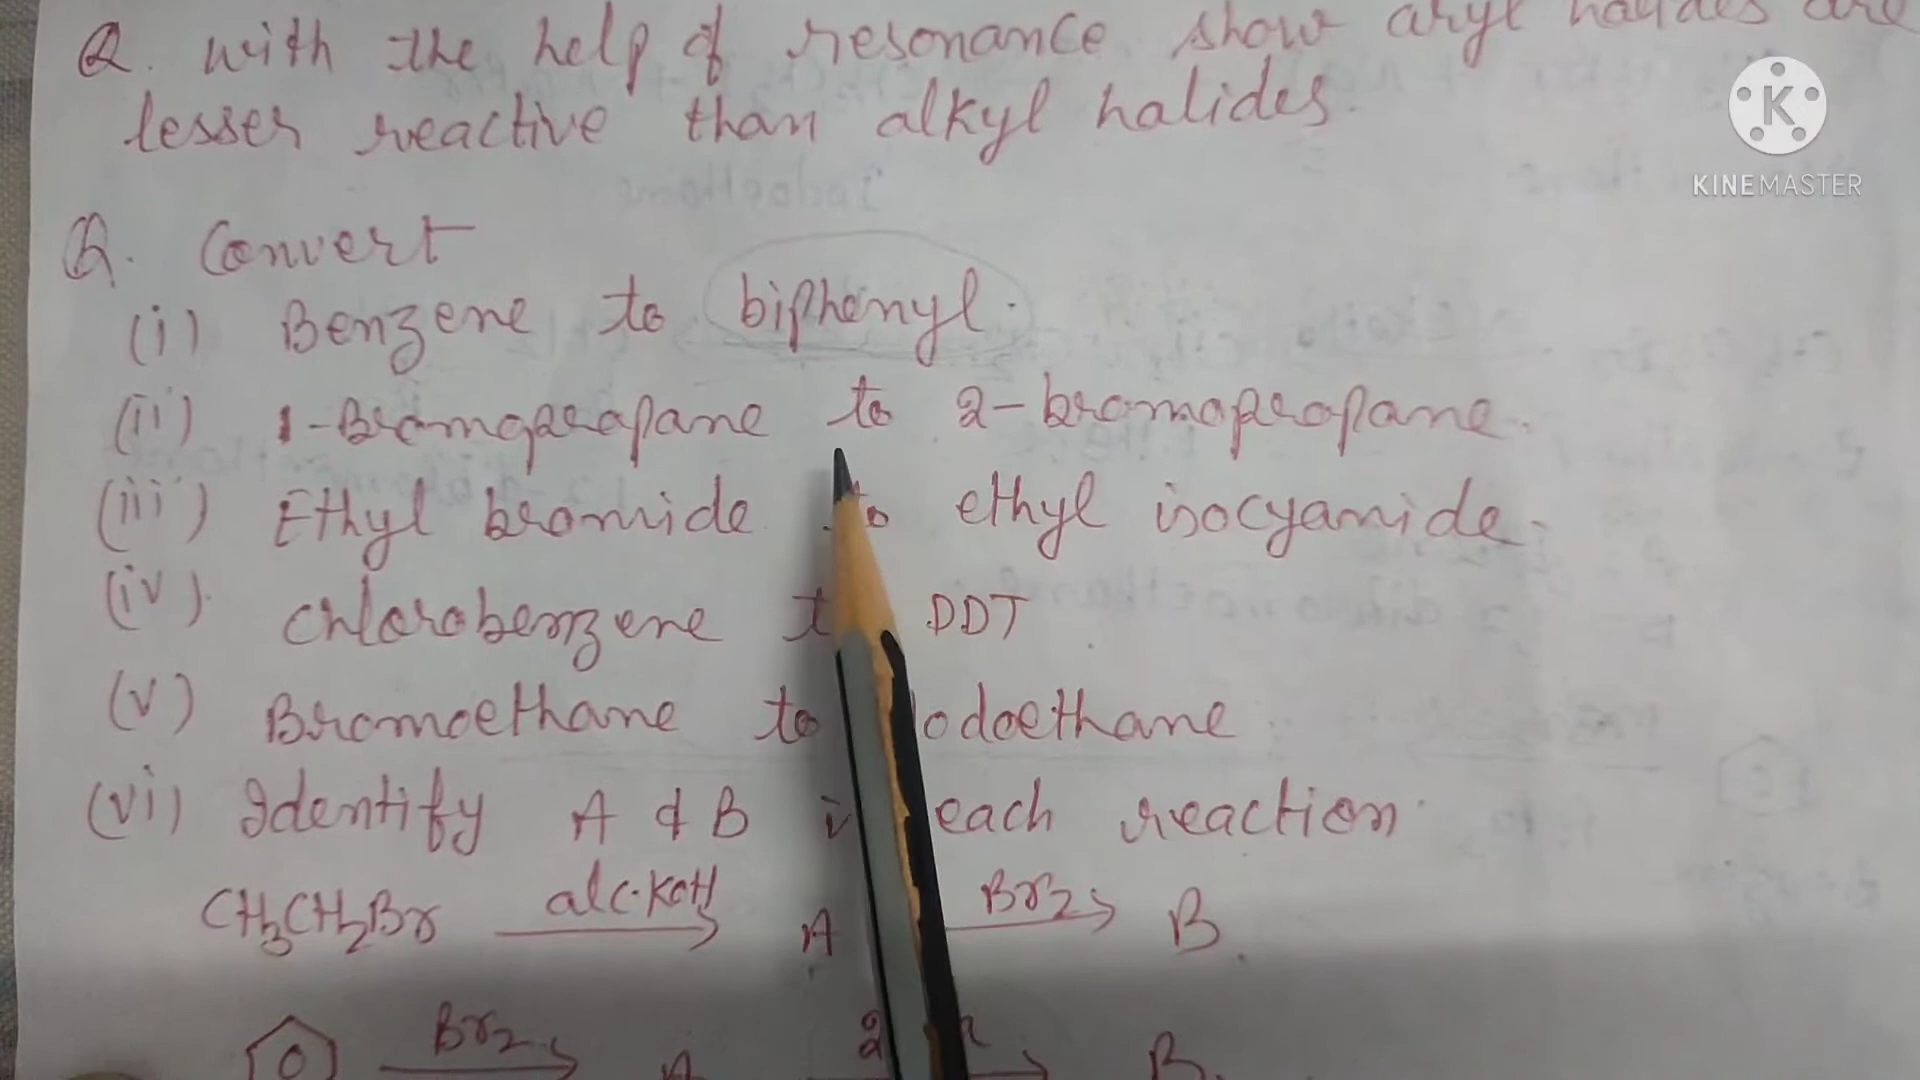 Q. with the help of resonance show aryl halides are
lesser reactive than alkyl halides.
K
KINEMASTER
Q. Convert
(i) Benzene to biphenyl.
(ii) 1-Bromopropane to 2-bromopropane.
(iii) Ethyl bromide to ethyl isocyanide.
(iv). Chlorobenzene DDT
(v) Bromoethane to
(vi) Identify A & B each reaction.
CH3CH2Br alc.KOH A Br2 B.
Br2 A B.